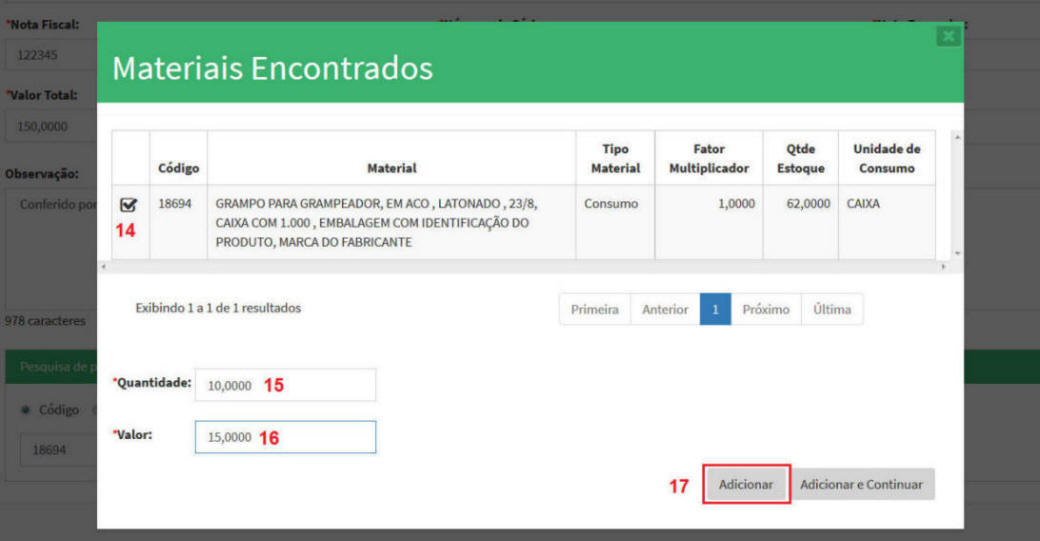 *Nota Fiscal:
122345
Materiais Encontrados
*Valor Total:
150,0000
Código Material Tipo Material Fator Multiplicador Qtde Estoque Unidade de Consumo
Observação:
Conferido por
18694 GRAMPO PARA GRAMPEADOR, EM ACO , LATONADO , 23/8, Consumo 1,0000 62,0000 CAIXA
14 CAIXA COM 1.000 , EMBALAGEM COM IDENTIFICAÇÃO DO
PRODUTO, MARCA DO FABRICANTE
Exibindo 1 a 1 de 1 resultados Primeira Anterior 1 Próximo Última
978 caracteres
Pesquisa de p
*Quantidade: 10,0000 15
Código
*Valor: 15,0000 16
18694
17 Adicionar Adicionar e Continuar